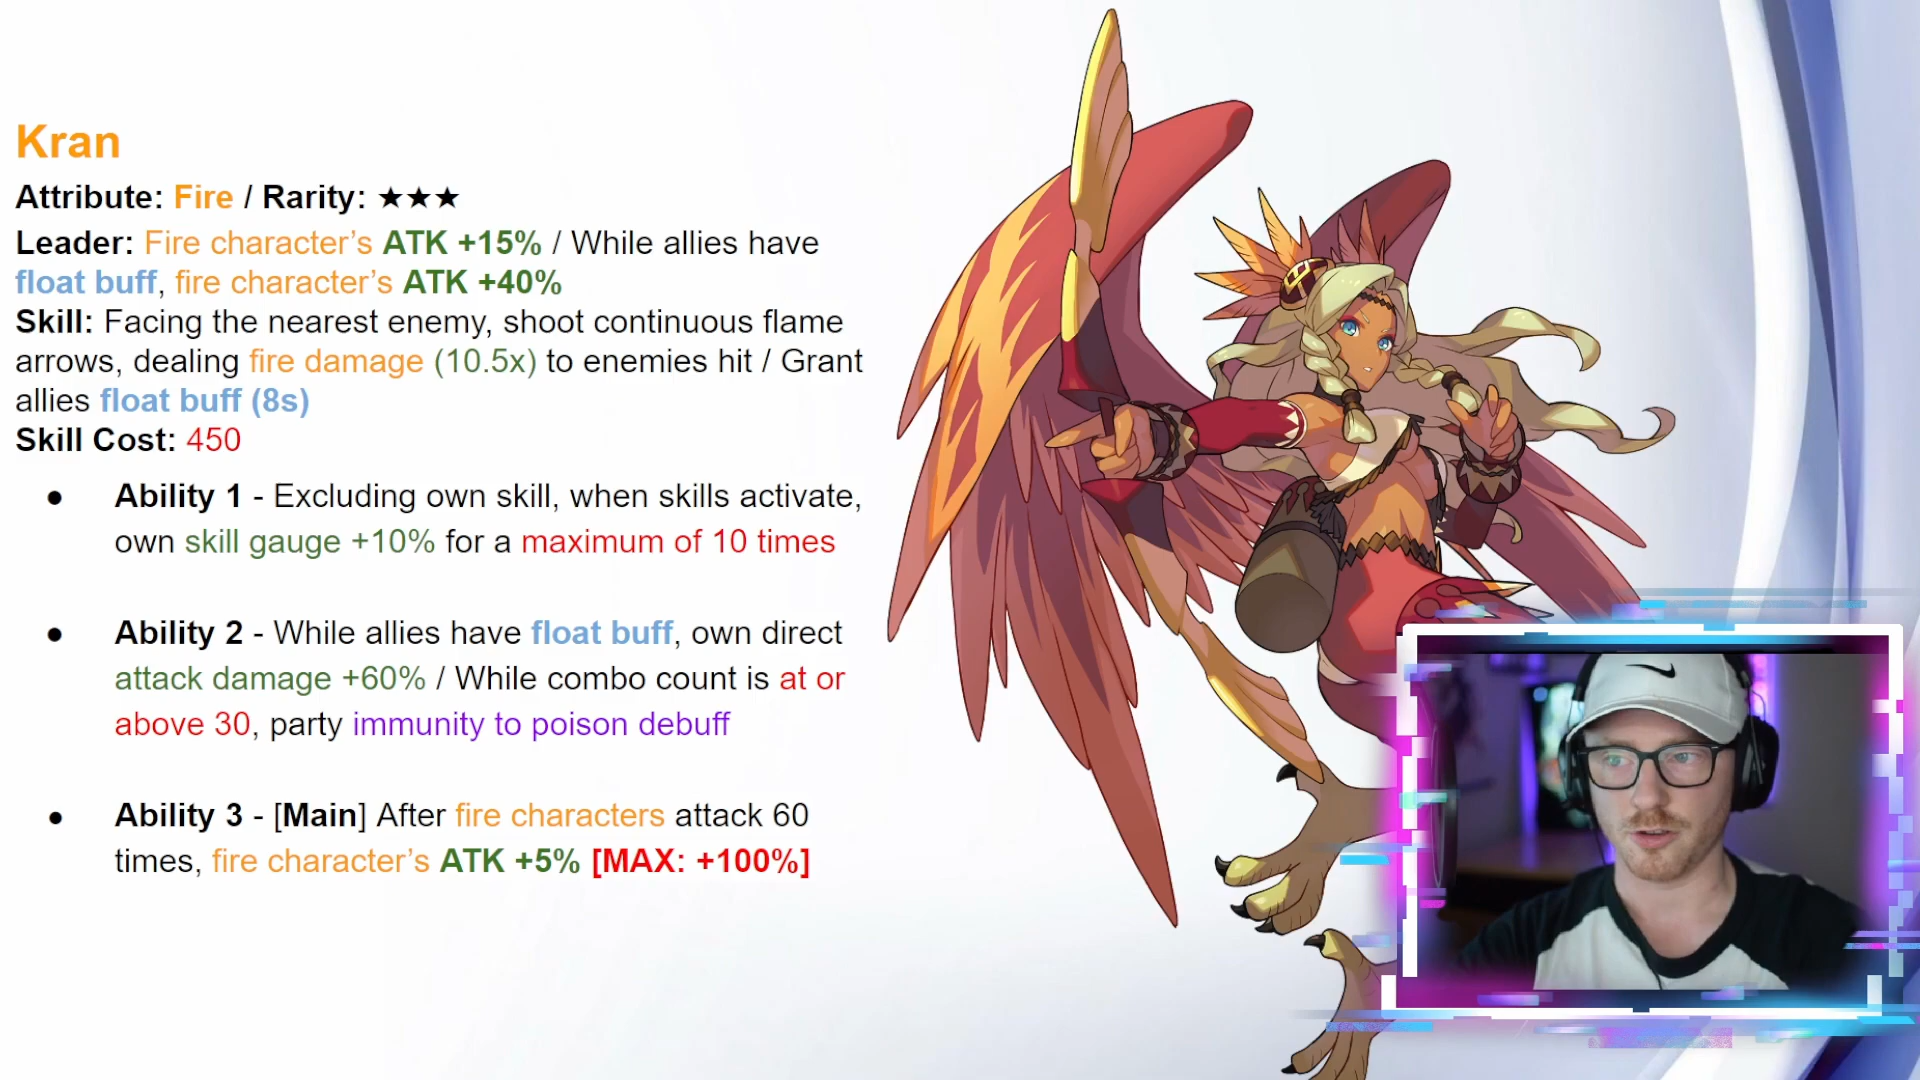 Kran
Attribute: Fire / Rarity: ★★★
Leader: Fire character’s ATK +15% / While allies have
float buff, fire character’s ATK +40%
Skill: Facing the nearest enemy, shoot continuous flame
arrows, dealing fire damage (10.5x) to enemies hit / Grant
allies float buff (8s)
Skill Cost: 450
● Ability 1 - Excluding own skill, when skills activate,
own skill gauge +10% for a maximum of 10 times
● Ability 2 - While allies have float buff, own direct
attack damage +60% / While combo count is at or
above 30, party immunity to poison debuff
● Ability 3 - [Main] After fire characters attack 60
times, fire character’s ATK +5% [MAX: +100%]